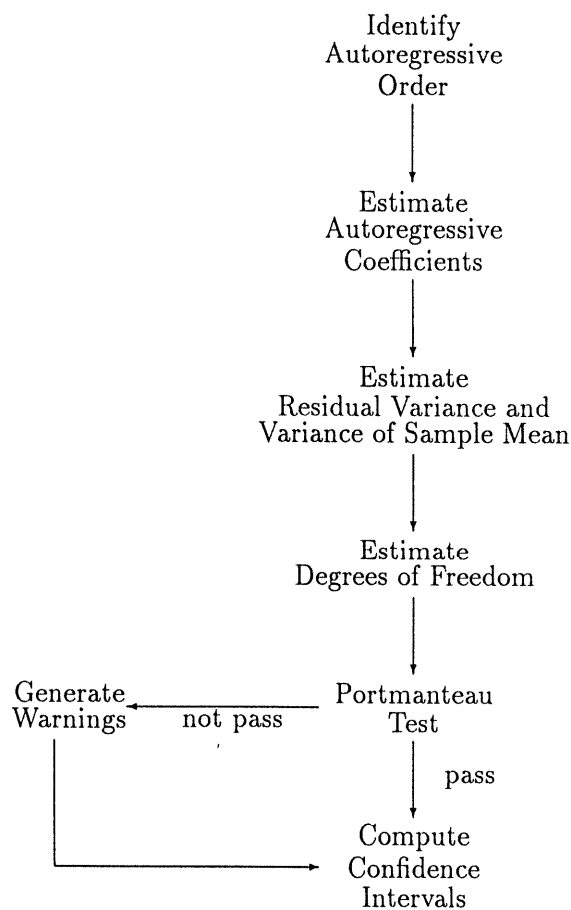 Identify
Autoregressive
Order
Estimate
Autoregressive
Coefficients
Estimate
Residual Variance and
Variance of Sample Mean
Estimate
Degrees of Freedom
Generate
Warnings
not pass
Portmanteau
Test
pass
Compute
Confidence
Intervals